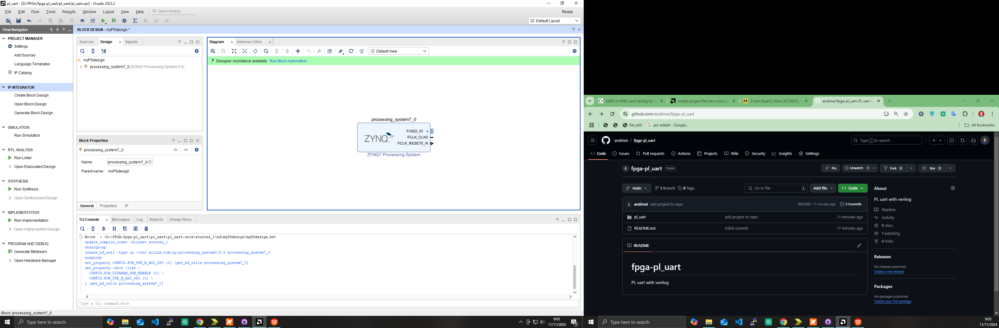 pl_uart - [D:/FPGA/fpga-pl_uart/pl_uart/pl_uart.xpr] - Vivado 2023.2
File Edit Flow Tools Reports Window Layout View Help Quick Access
Ready
Default Layout
Flow Navigator
PROJECT MANAGER
Settings
Add Sources
Language Templates
IP Catalog
IP INTEGRATOR
Create Block Design
Open Block Design
Generate Block Design
SIMULATION
Run Simulation
RTL ANALYSIS
Run Linter
Open Elaborated Design
SYNTHESIS
Run Synthesis
Open Synthesized Design
IMPLEMENTATION
Run Implementation
Open Implemented Design
PROGRAM AND DEBUG
Generate Bitstream
Open Hardware Manager
BLOCK DESIGN - myPSdesign *
Sources Design Signals
myPSdesign
processing_system7_0 (ZYNQ7 Processing System:5.5)
Block Properties
processing_system7_0
Name: processing_system7_0
Parent name: myPSdesign
General Properties IP
Diagram Address Editor
Default View
Designer Assistance available. Run Block Automation
processing_system7_0
ZYNQ
FIXED_IO
FCLK_CLK0
FCLK_RESET0_N
ZYNQ7 Processing System
Tcl Console Messages Log Reports Design Runs
Wrote  : <D:\FPGA\fpga-pl_uart\pl_uart\pl_uart.srcs\sources_1\bd\myPSdesign\myPSdesign.bd>
update_compile_order -fileset sources_1
startgroup
create_bd_cell -type ip -vlnv xilinx.com:ip:processing_system7:5.5 processing_system7_0
endgroup
set_property CONFIG.PCW_USE_M_AXI_GP0 {0} [get_bd_cells processing_system7_0]
set_property -dict [list \
CONFIG.PCW_UIPARAM_DDR_ENABLE {0} \
CONFIG.PCW_USE_M_AXI_GP0 {0} \
] [get_bd_cells processing_system7_0]
Type a Tcl command here
Block: processing_system7_0
Type here to search
9:05
11/11/2024
5
UART in VHDL and Verilog for
vivado project files for z-turn
Z-turn Board | Xilinx XC7Z010,
andimei/fpga-pl_uart: PL uart
github.com/andimei/fpga-pl_uart
file_edit
pin adalah - Google...
All Bookmarks
andimei / fpga-pl_uart
Type / to search
Code Issues Pull requests Actions Projects Wiki Security Insights Settings
fpga-pl_uart Public
Pin Unwatch 1 Fork 0 Star 0
main 1 Branch 0 Tags Go to file t Add file Code
andimei add project to repo 8833480 · 11 minutes ago 2 Commits
pl_uart add project to repo 11 minutes ago
README.md Initial commit 17 minutes ago
README
fpga-pl_uart
PL uart with verilog
About
PL uart with verilog
Readme
Activity
0 stars
1 watching
0 forks
Releases
No releases published
Create a new release
Packages
No packages published
Publish your first package
Type here to search
9:05
11/11/2024